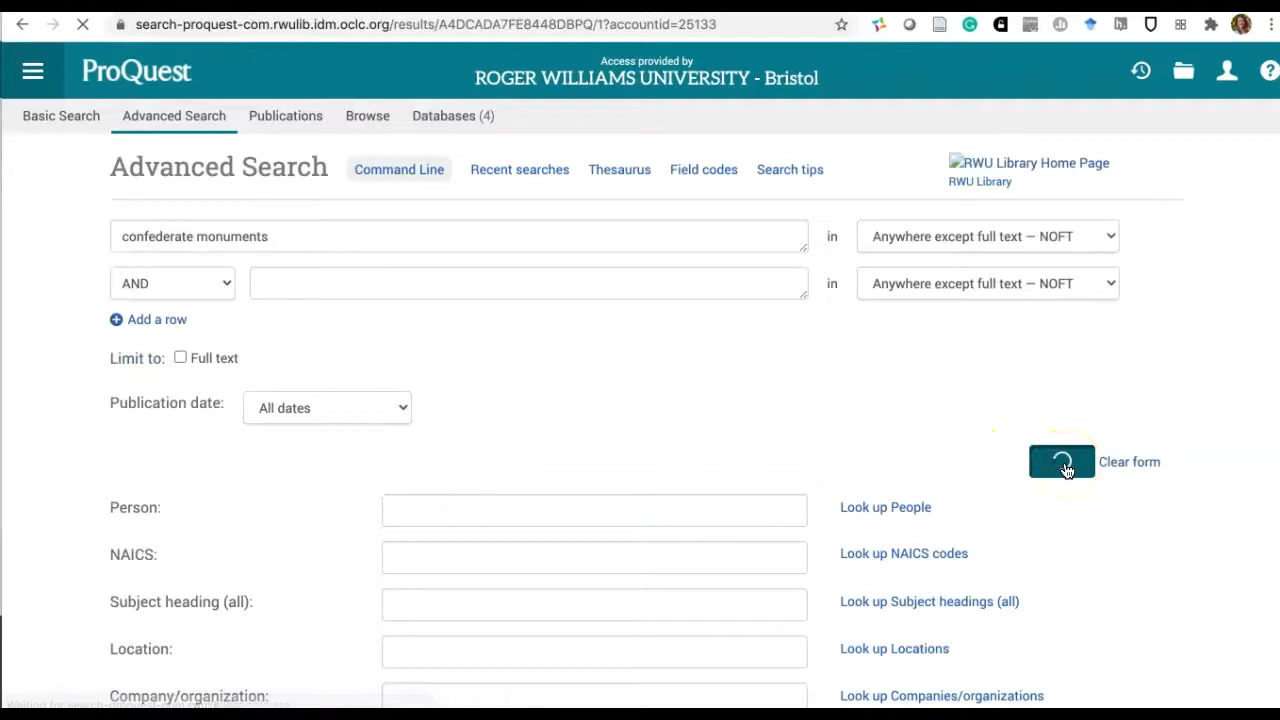 search-proquest-com.rwulib.idm.oclc.org/results/A4DCADA7FE8448DBPQ/1?accountid=25133
ProQuest
Access provided by
ROGER WILLIAMS UNIVERSITY - Bristol
Basic Search Advanced Search Publications Browse Databases (4)
Advanced Search Command Line Recent searches Thesaurus Field codes Search tips
RWU Library Home Page
RWU Library
confederate monuments in Anywhere except full text — NOFT
AND in Anywhere except full text — NOFT
Add a row
Limit to: Full text
Publication date: All dates
Clear form
Person: Look up People
NAICS: Look up NAICS codes
Subject heading (all): Look up Subject headings (all)
Location: Look up Locations
Company/organization: Look up Companies/organizations